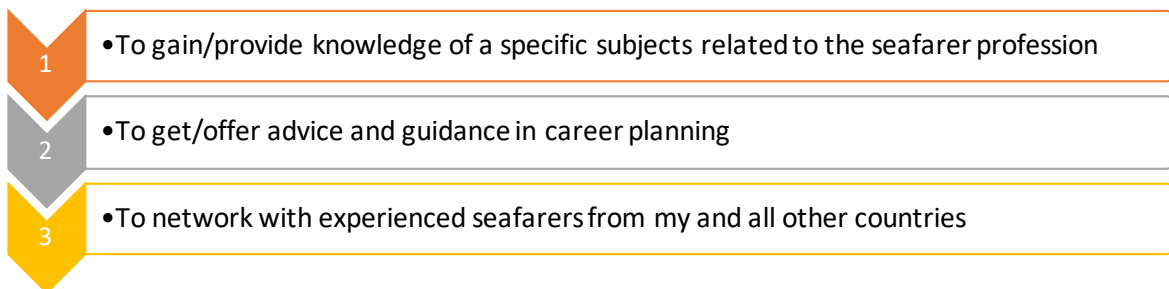 1
•To gain/provide knowledge of a specific subjects related to the seafarer profession
2
•To get/offer advice and guidance in career planning
3
•To network with experienced seafarers from my and all other countries